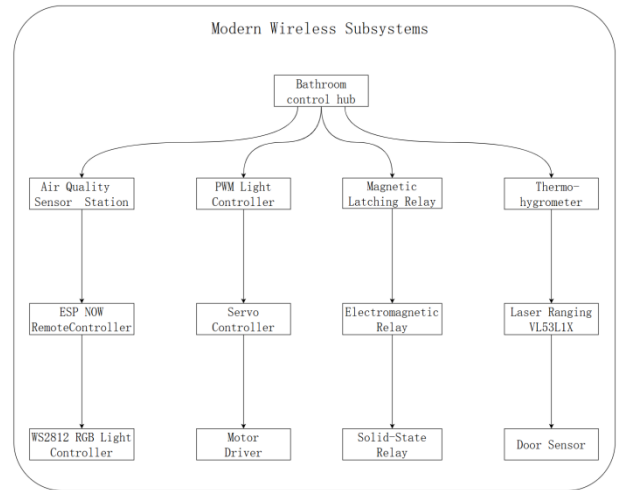 Modern Wireless Subsystems
Bathroom
control hub
Air Quality
Sensor Station
PWM Light
Controller
Magnetic
Latching Relay
Thermo-
hygrometer
ESP NOW
RemoteController
Servo
Controller
Electromagnetic
Relay
Laser Ranging
VL53L1X
WS2812 RGB Light
Controller
Motor
Driver
Solid-State
Relay
Door Sensor